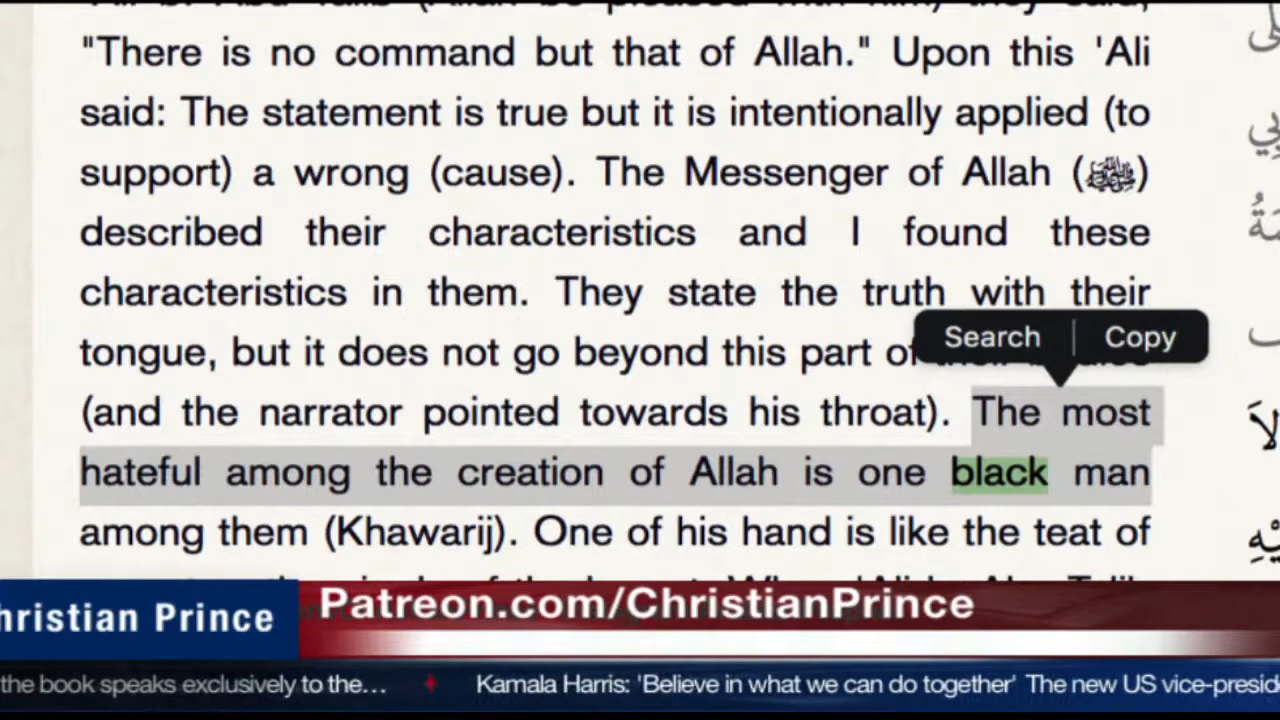 "There is no command but that of Allah." Upon this 'Ali
said: The statement is true but it is intentionally applied (to
support) a wrong (cause). The Messenger of Allah (ﷺ)
described their characteristics and I found these
characteristics in them. They state the truth with their
Search Copy
tongue, but it does not go beyond this part of their
(and the narrator pointed towards his throat). The most
hateful among the creation of Allah is one black man
among them (Khawarij). One of his hand is like the teat of
hristian Prince
Patreon.com/ChristianPrince
the book speaks exclusively to the… Kamala Harris: 'Believe in what we can do together' The new US vice-presid